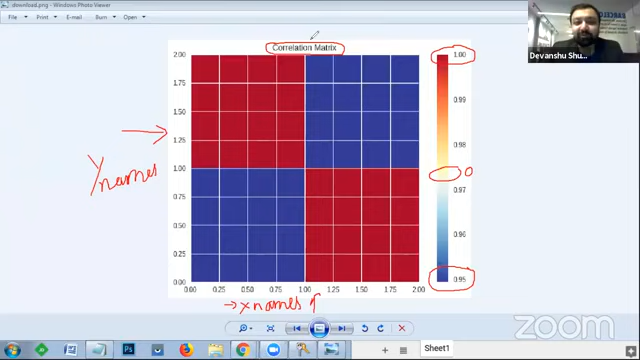 download.png - Windows Photo Viewer
File Print E-mail Burn Open
Devanshu Shu...
Correlation Matrix
2.00
1.75
1.50
1.25
1.00
0.75
0.50
0.25
0.00
0.00 0.25 0.50 0.75 1.00 1.25 1.50 1.75 2.00
1.00
0.99
0.98
0
0.97
0.96
0.95
Y
names
x names
zoom
Sheet1